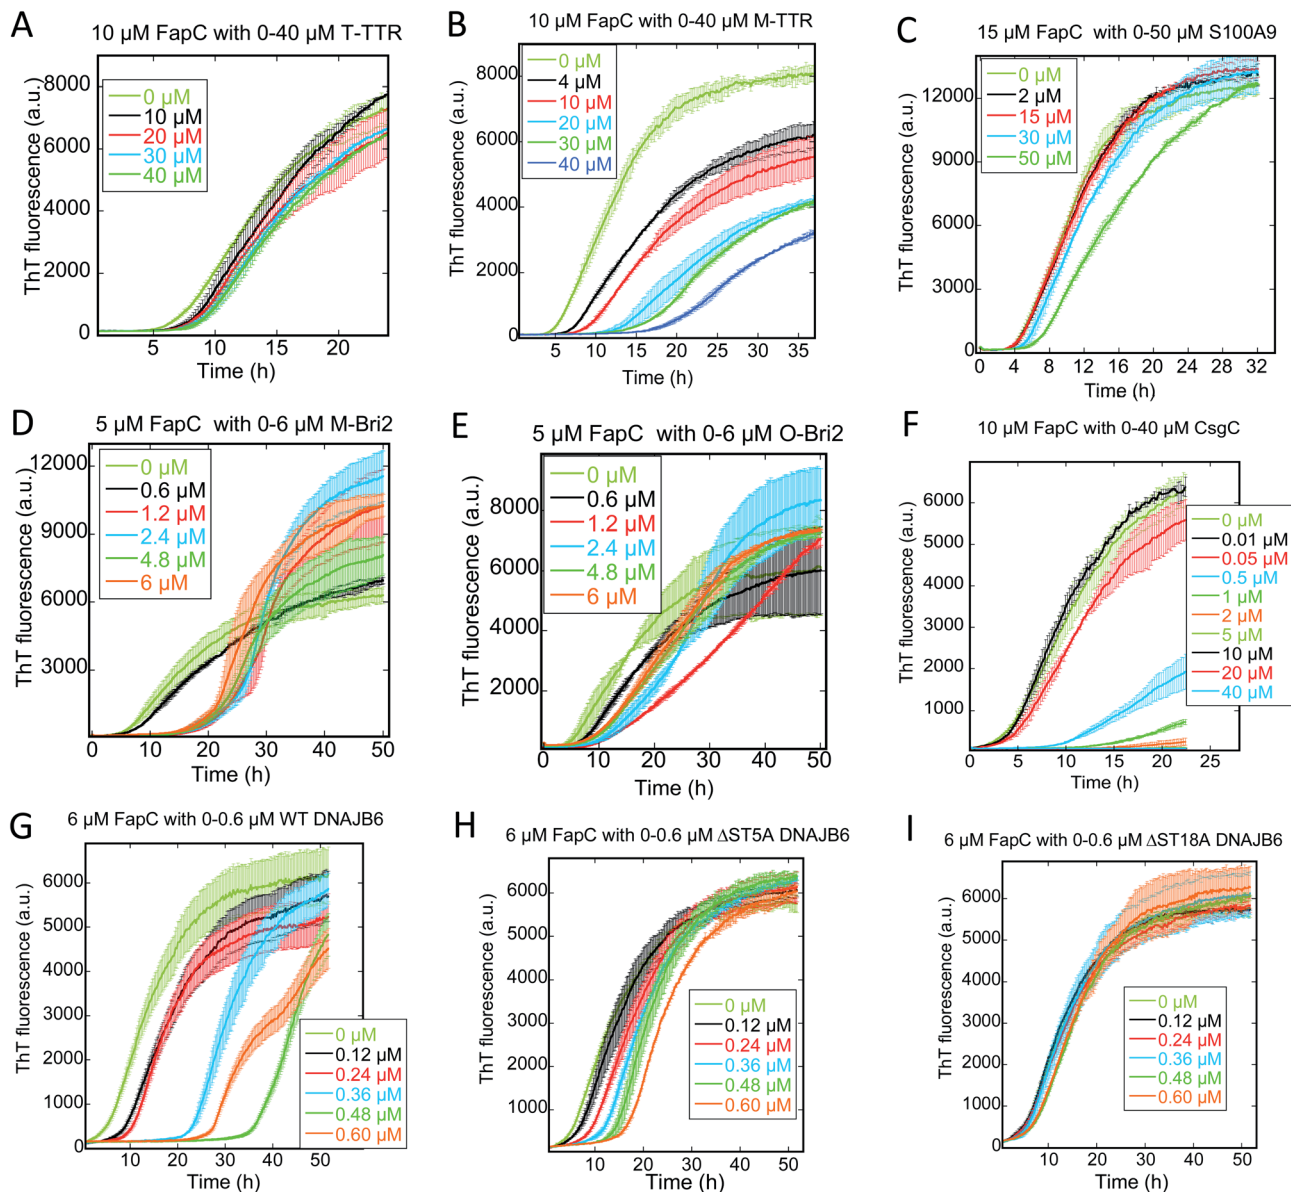 A
10 µM FapC with 0-40 µM T-TTR
ThT fluorescence (a.u.)
8000
6000
4000
2000
0
0 µM
10 µM
20 µM
30 µM
40 µM
5
10
15
20
Time (h)
B
10 µM FapC with 0-40 µM M-TTR
ThT fluorescence (a.u.)
8000
6000
4000
2000
0
0 µM
4 µM
10 µM
20 µM
30 µM
40 µM
5
10
15
20
25
30
35
Time (h)
C
15 µM FapC with 0-50 µM S100A9
ThT fluorescence (a.u.)
12000
9000
6000
3000
0
0 µM
2 µM
15 µM
30 µM
50 µM
0
4
8
12
16
20
24
28
32
Time (h)
D
5 µM FapC with 0-6 µM M-Bri2
ThT fluorescence (a.u.)
12000
9000
6000
3000
0 µM
0.6 µM
1.2 µM
2.4 µM
4.8 µM
6 µM
0
10
20
30
40
50
Time (h)
E
5 µM FapC with 0-6 µM O-Bri2
ThT fluorescence (a.u.)
8000
6000
4000
2000
0 µM
0.6 µM
1.2 µM
2.4 µM
4.8 µM
6 µM
0
10
20
30
40
50
Time (h)
F
10 µM FapC with 0-40 µM CsgC
ThT fluorescence (a.u.)
6000
5000
4000
3000
2000
1000
0 µM
0.01 µM
0.05 µM
0.5 µM
1 µM
2 µM
5 µM
10 µM
20 µM
40 µM
0
5
10
15
20
25
Time (h)
G
6 µM FapC with 0-0.6 µM WT DNAJB6
ThT fluorescence (a.u.)
6000
5000
4000
3000
2000
1000
0
0 µM
0.12 µM
0.24 µM
0.36 µM
0.48 µM
0.60 µM
10
20
30
40
50
Time (h)
H
6 µM FapC with 0-0.6 µM ΔST5A DNAJB6
ThT fluorescence (a.u.)
6000
5000
4000
3000
2000
1000
0 µM
0.12 µM
0.24 µM
0.36 µM
0.48 µM
0.60 µM
10
20
30
40
50
Time (h)
I
6 µM FapC with 0-0.6 µM ΔST18A DNAJB6
ThT fluorescence (a.u.)
6000
5000
4000
3000
2000
1000
0
0 µM
0.12 µM
0.24 µM
0.36 µM
0.48 µM
0.60 µM
10
20
30
40
50
Time (h)